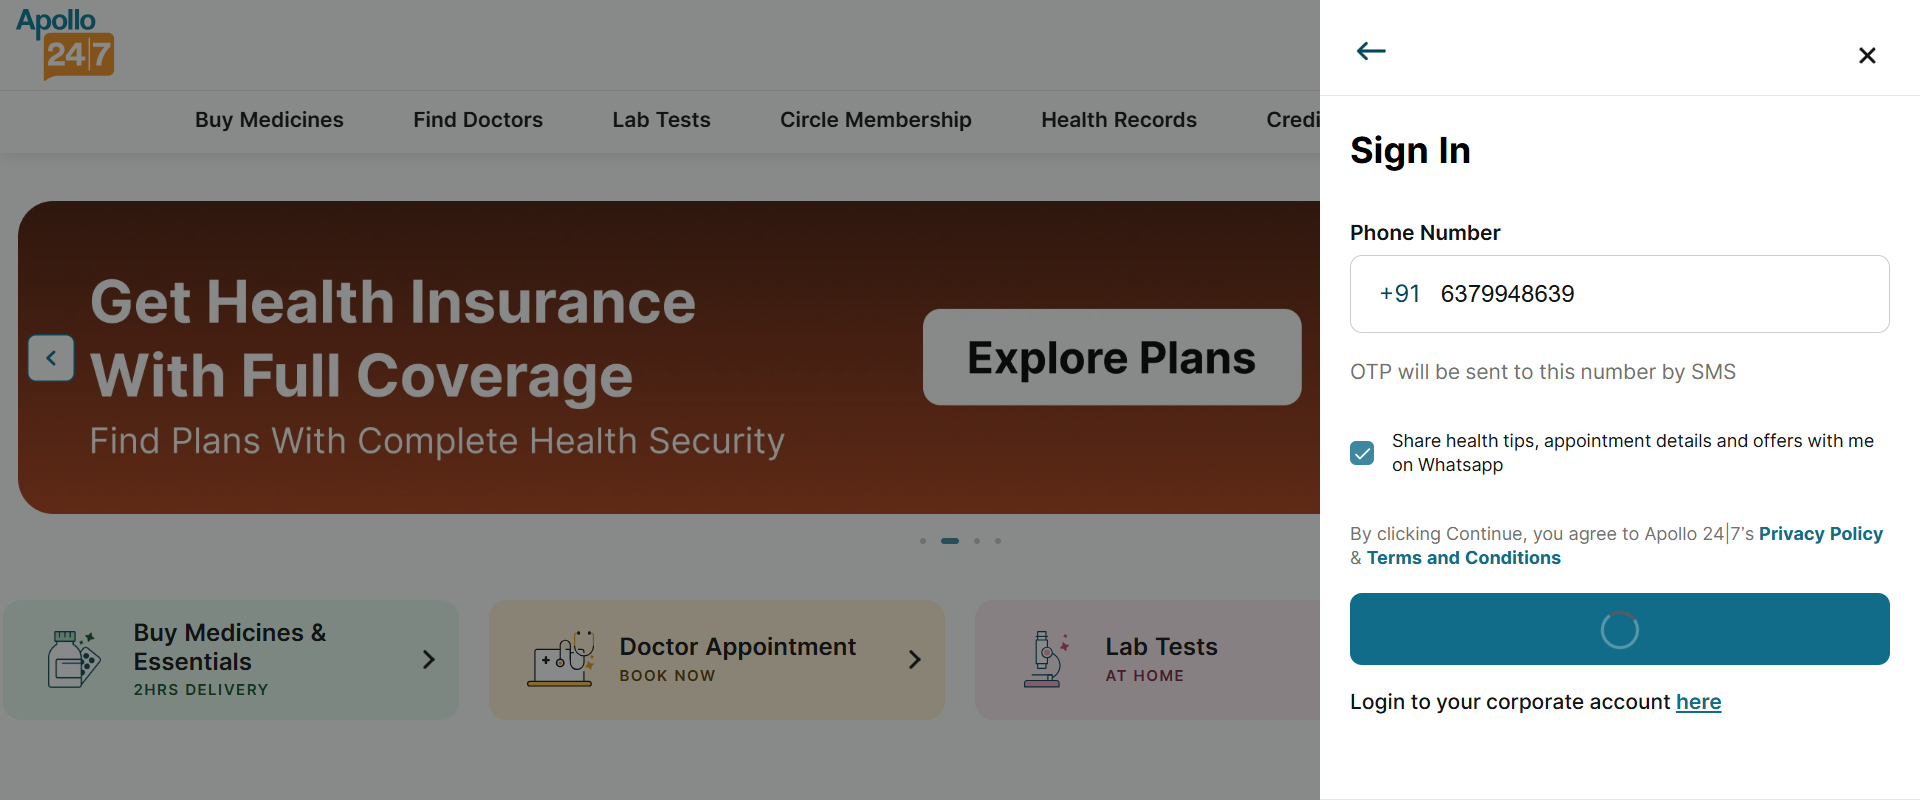 Apollo
24|7
Buy Medicines
Find Doctors
Lab Tests
Circle Membership
Health Records
Credi
Get Health Insurance
With Full Coverage
Find Plans With Complete Health Security
Explore Plans
Buy Medicines &
Essentials
2HRS DELIVERY
Doctor Appointment
BOOK NOW
Lab Tests
AT HOME
Sign In
Phone Number
+91 6379948639
OTP will be sent to this number by SMS
Share health tips, appointment details and offers with me
on Whatsapp
By clicking Continue, you agree to Apollo 24|7's Privacy Policy
& Terms and Conditions
Login to your corporate account here